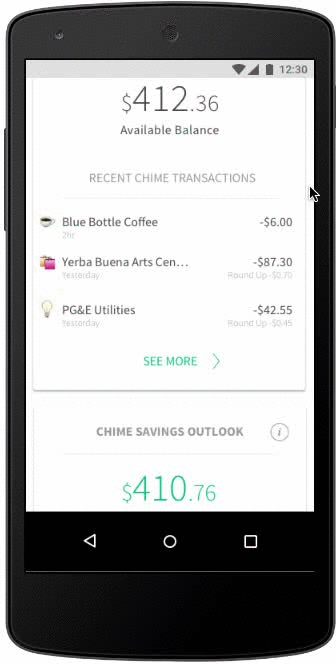 12:30
$412.36
Available Balance
RECENT CHIME TRANSACTIONS
Blue Bottle Coffee -$6.00
2hr
Yerba Buena Arts Cen... -$87.30
Yesterday Round Up -$0.70
PG&E Utilities -$42.55
Yesterday Round Up -$0.45
SEE MORE
CHIME SAVINGS OUTLOOK i
$410.76